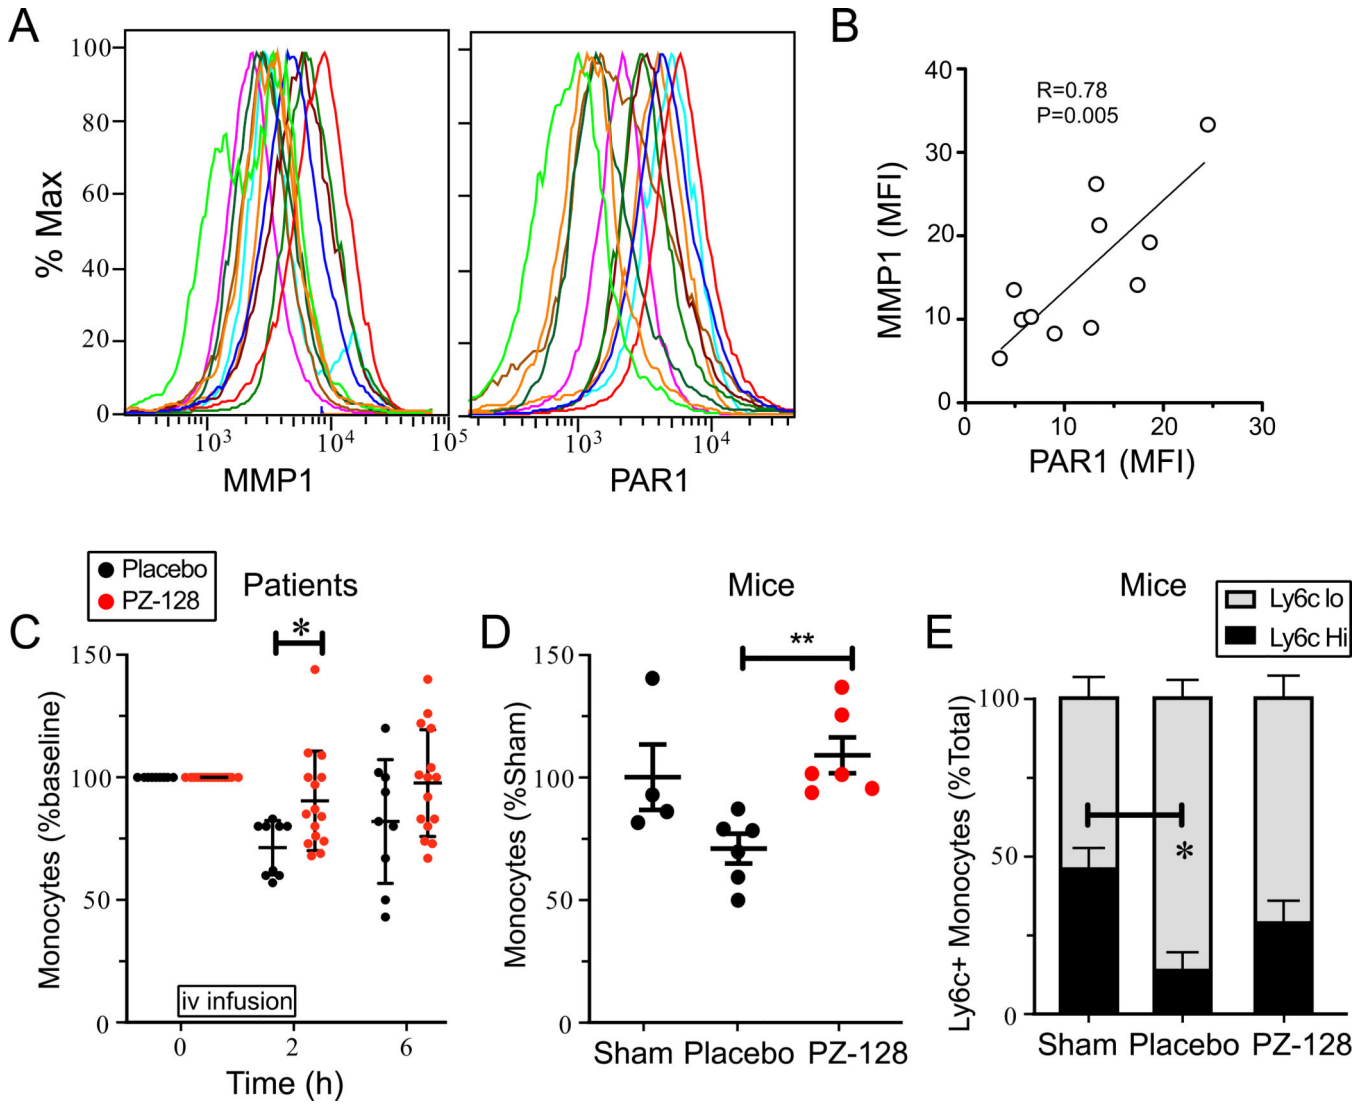 A
% Max
100
80
60
40
20
0
10³
10⁴
10⁵
MMP1
10³
10⁴
PAR1
B
R=0.78
P=0.005
MMP1 (MFI)
40
30
20
10
0
0
10
20
30
PAR1 (MFI)
Placebo
PZ-128
C
Patients
*
Monocytes (%baseline)
150
100
50
0
iv infusion
0
2
6
Time (h)
D
Mice
**
Monocytes (%Sham)
150
100
50
0
Sham
Placebo
PZ-128
E
Mice
Ly6c lo
Ly6c Hi
Ly6c+ Monocytes (%Total)
100
50
0
*
Sham
Placebo
PZ-128